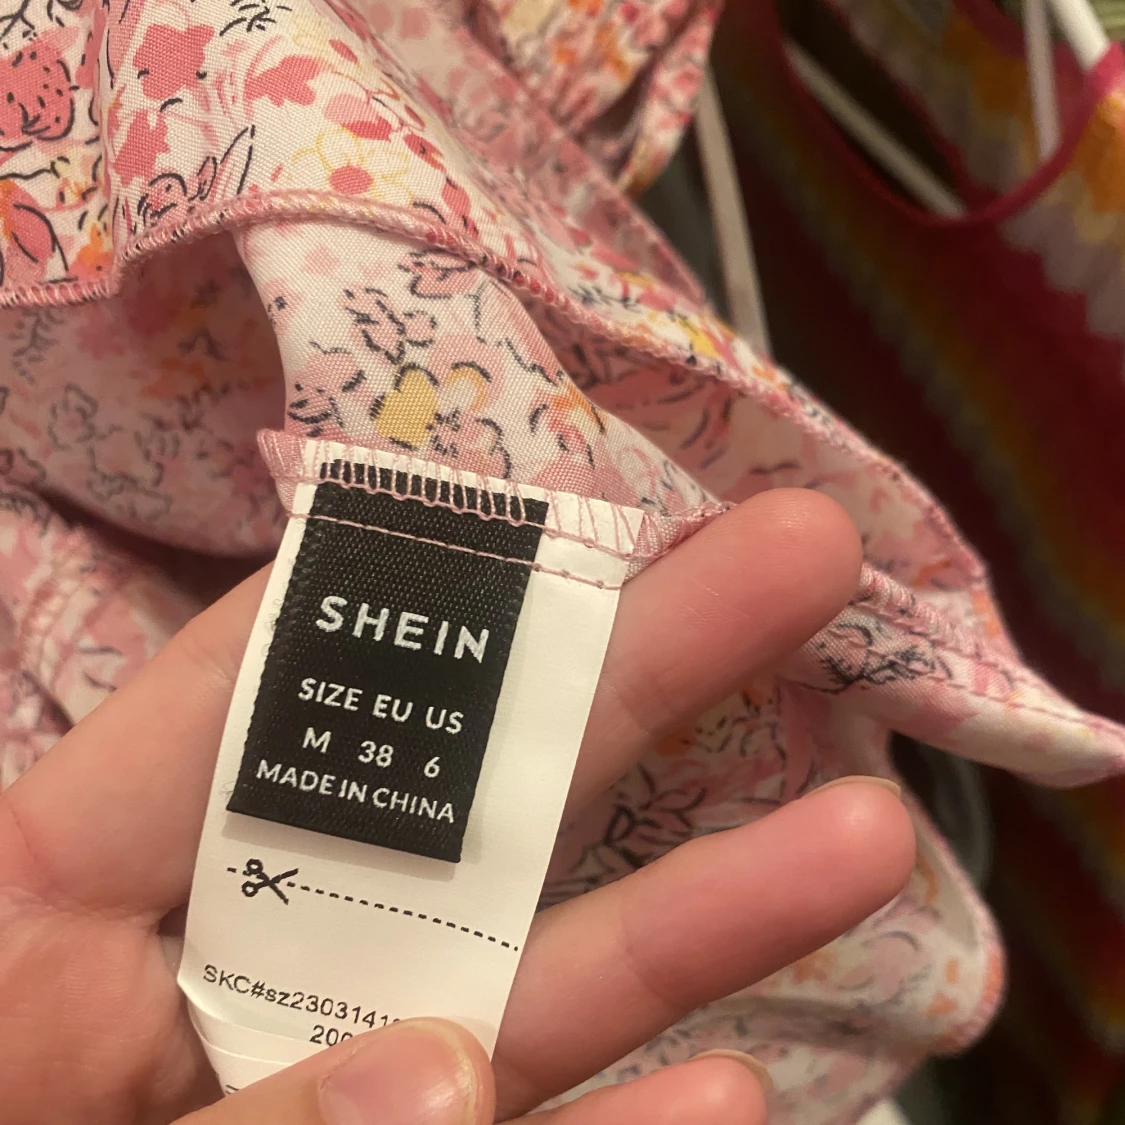 SHEIN
SIZE EU US
M 38 6
MADE IN CHINA